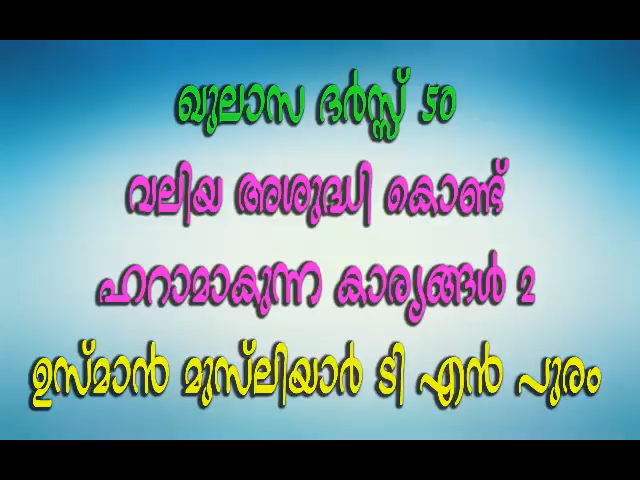 ഖുലാസ ദർസ്സ് 50
വലിയ അശുദ്ധി കൊണ്ട്
ഹറാമാകുന്ന കാര്യങ്ങൾ 2
ഉസ്മാൻ മുസ്ലിയാർ ടി എൻ പുരം